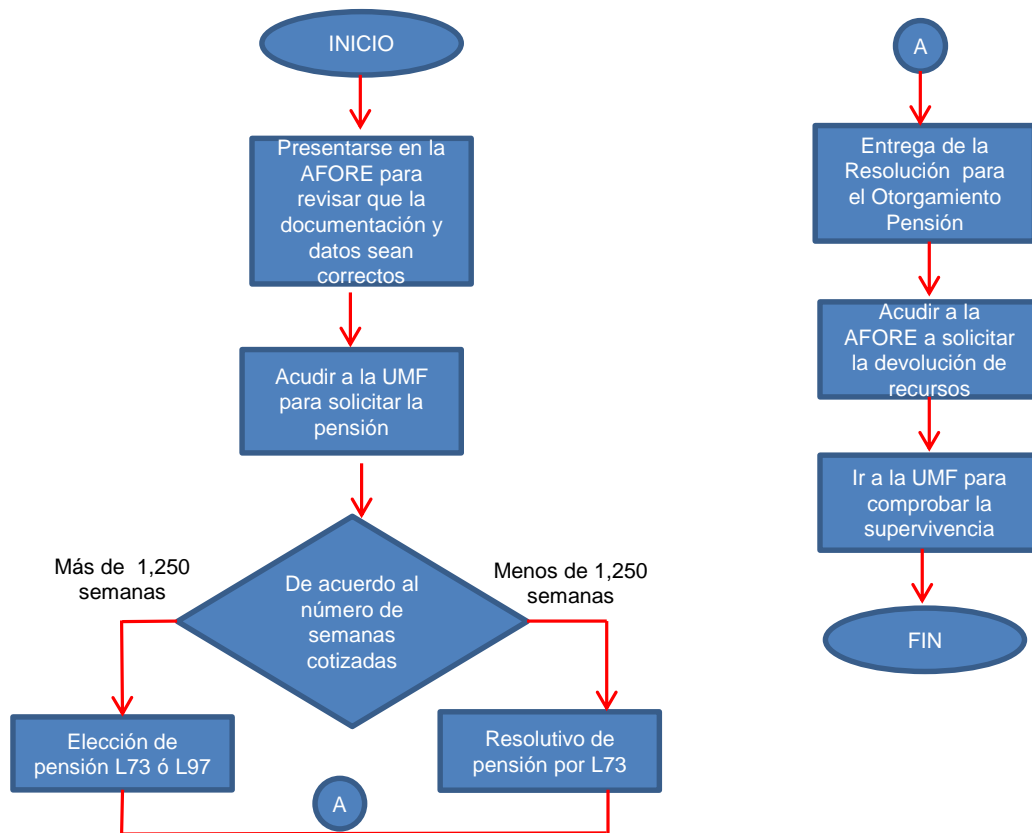 INICIO
Presentarse en la
AFORE para
revisar que la
documentación y
datos sean
correctos
Acudir a la UMF
para solicitar la
pensión
De acuerdo al
número de
semanas
cotizadas
Más de 1,250
semanas
Menos de 1,250
semanas
Elección de
pensión L73 ó L97
Resolutivo de
pensión por L73
A
A
Entrega de la
Resolución para
el Otorgamiento
Pensión
Acudir a la
AFORE a solicitar
la devolución de
recursos
Ir a la UMF para
comprobar la
supervivencia
FIN